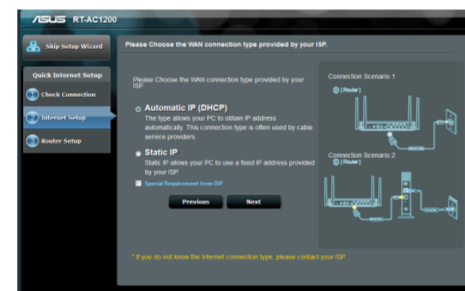 ASUS RT-AC1200
Skip Setup Wizard
Please Choose the WAN connection type provided by your ISP.
Quick Internet Setup
1 Check Connection
2 Internet Setup
3 Router Setup
Please Choose the WAN connection type provided by your
ISP.
Automatic IP (DHCP)
The type allows your PC to obtain IP address
automatically. This connection type is often used by cable
service providers.
Static IP
Static IP allows your PC to use a fixed IP address provided
by your ISP.
Special Requirement from ISP
Previous
Next
Connection Scenario 1
[Router]
Connection Scenario 2
[Router]
* If you do not know the Internet connection type, please contact your ISP